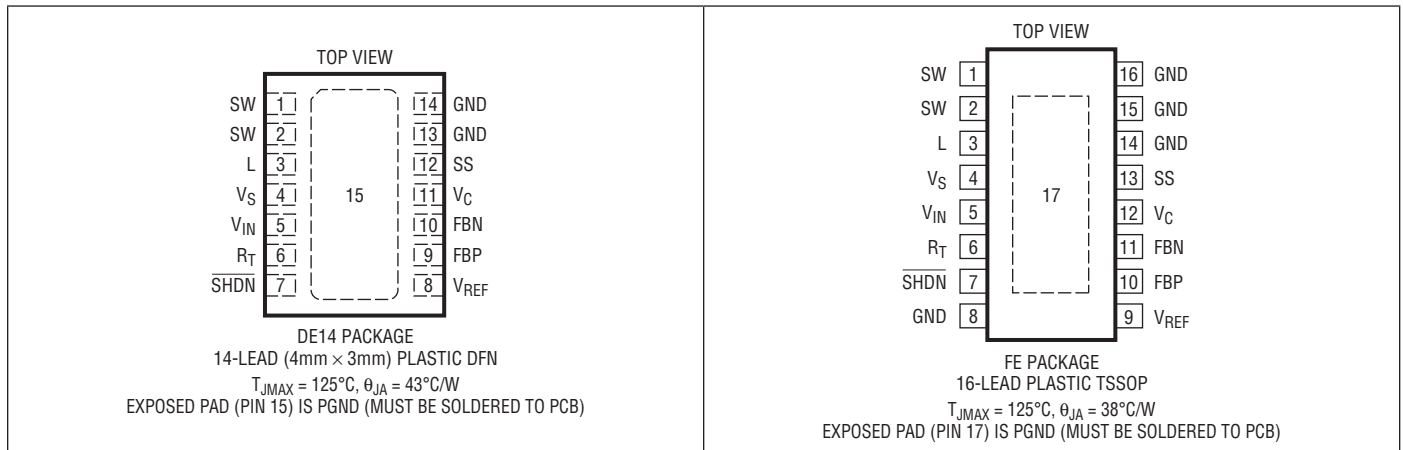 TOP VIEW
SW 1 14 GND
SW 2 13 GND
L 3 12 SS
VS 4 15 11 VC
VIN 5 10 FBN
RT 6 9 FBP
SHDN 7 8 VREF
DE14 PACKAGE
14-LEAD (4mm × 3mm) PLASTIC DFN
TJMAX = 125°C, θJA = 43°C/W
EXPOSED PAD (PIN 15) IS PGND (MUST BE SOLDERED TO PCB)
TOP VIEW
SW 1 16 GND
SW 2 15 GND
L 3 14 GND
VS 4 17 13 SS
VIN 5 12 VC
RT 6 11 FBN
SHDN 7 10 FBP
GND 8 9 VREF
FE PACKAGE
16-LEAD PLASTIC TSSOP
TJMAX = 125°C, θJA = 38°C/W
EXPOSED PAD (PIN 17) IS PGND (MUST BE SOLDERED TO PCB)